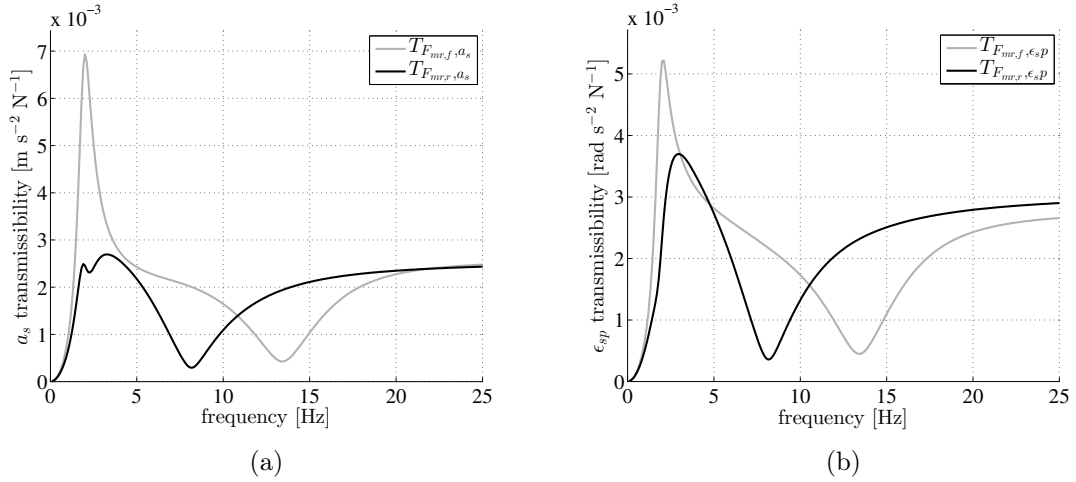 x 10⁻³
7
6
5
4
3
2
1
0
a_s transmissibility [m s⁻² N⁻¹]
T_{F_{mr,f},a_s}
T_{F_{mr,r},a_s}
0 5 10 15 20 25
frequency [Hz]
(a)
x 10⁻³
5
4
3
2
1
0
ϵ_{sp} transmissibility [rad s⁻² N⁻¹]
T_{F_{mr,f},ϵ_sp}
T_{F_{mr,r},ϵ_sp}
0 5 10 15 20 25
frequency [Hz]
(b)